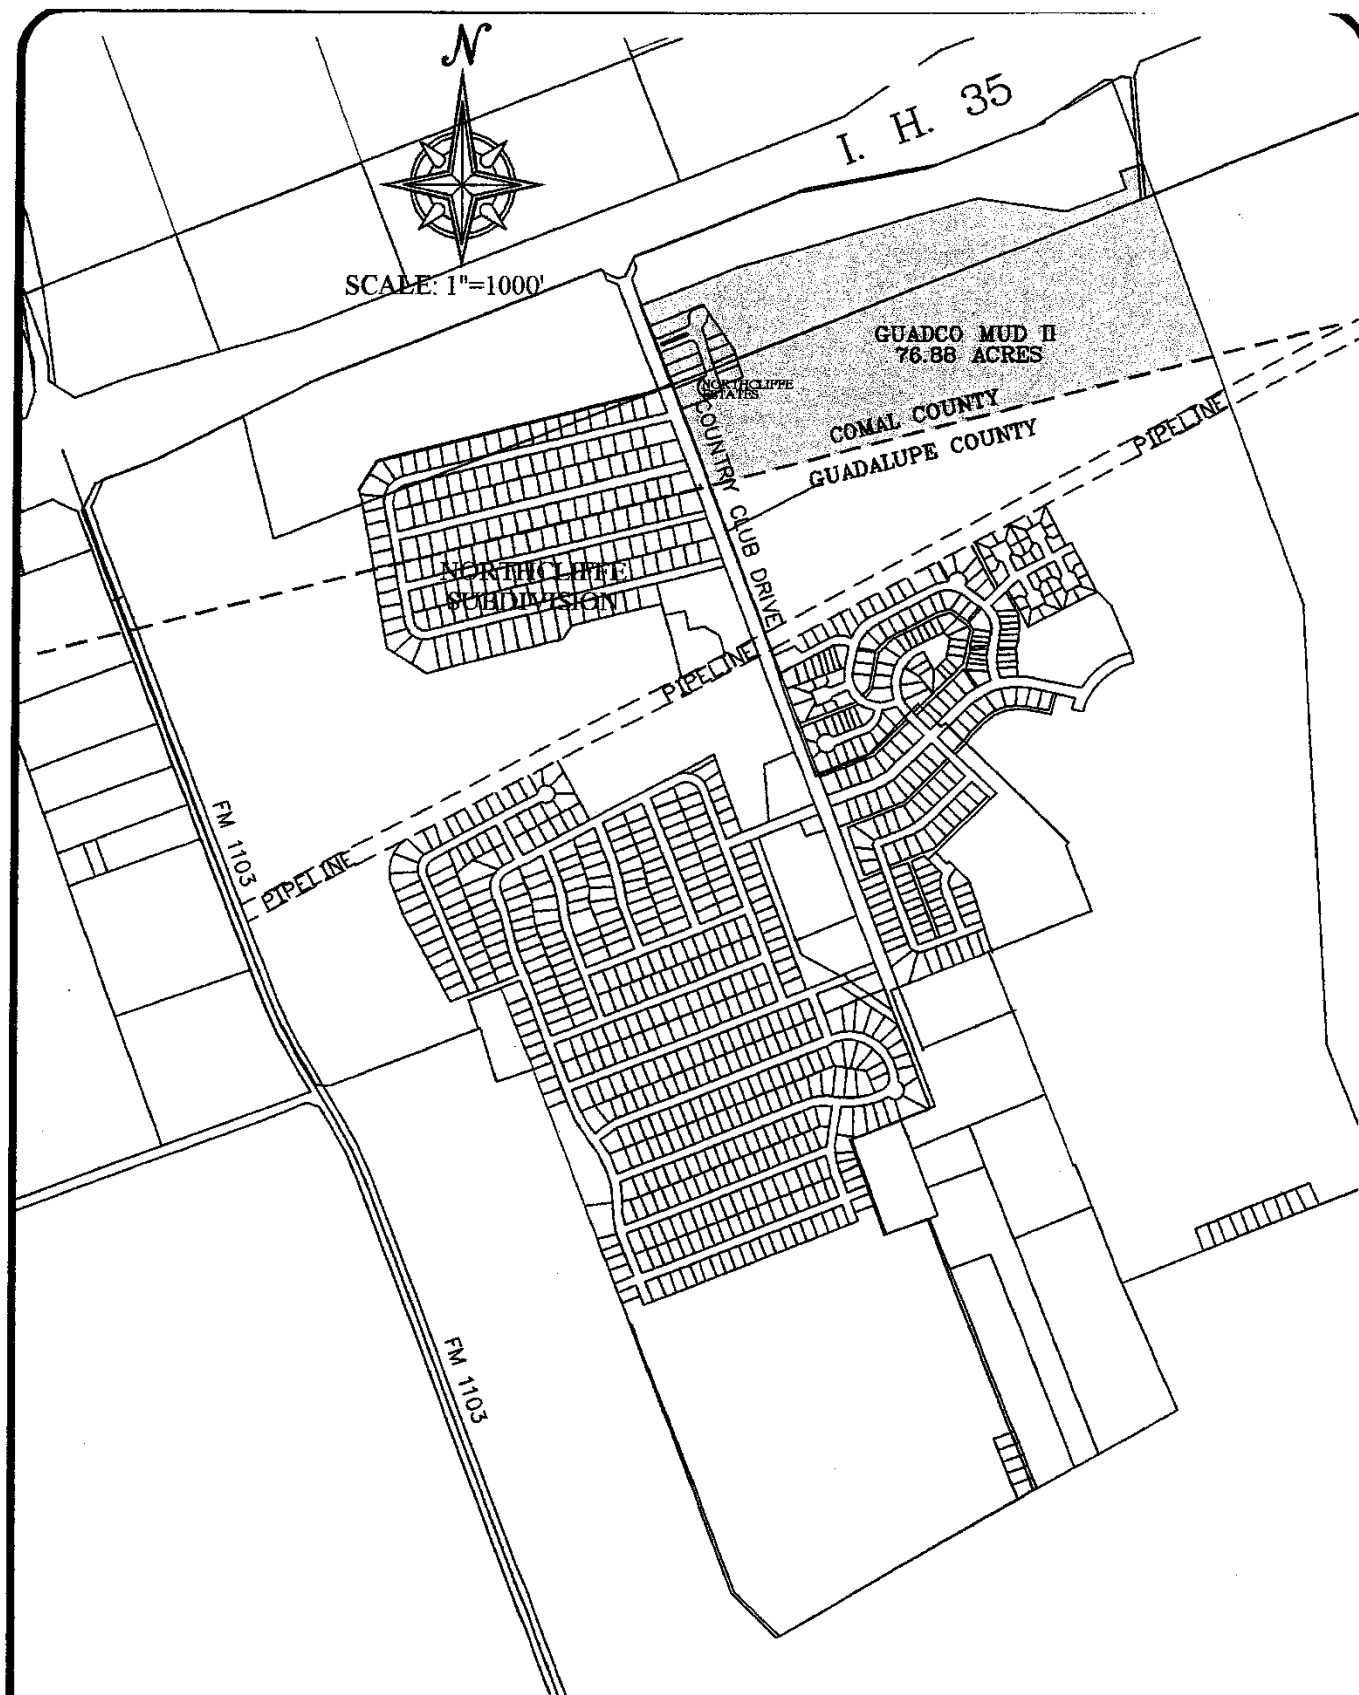 N
I. H. 35
SCALE: 1"=1000'
GUADCO MUD II
76.88 ACRES
NORTHCLIFFE
ESTATES
COMAL COUNTY
GUADALUPE COUNTY
PIPELINE
COUNTRY CLUB DRIVE
NORTHCLIFFE
SUBDIVISION
PIPELINE
FM 1103
PIPELINE
FM 1103